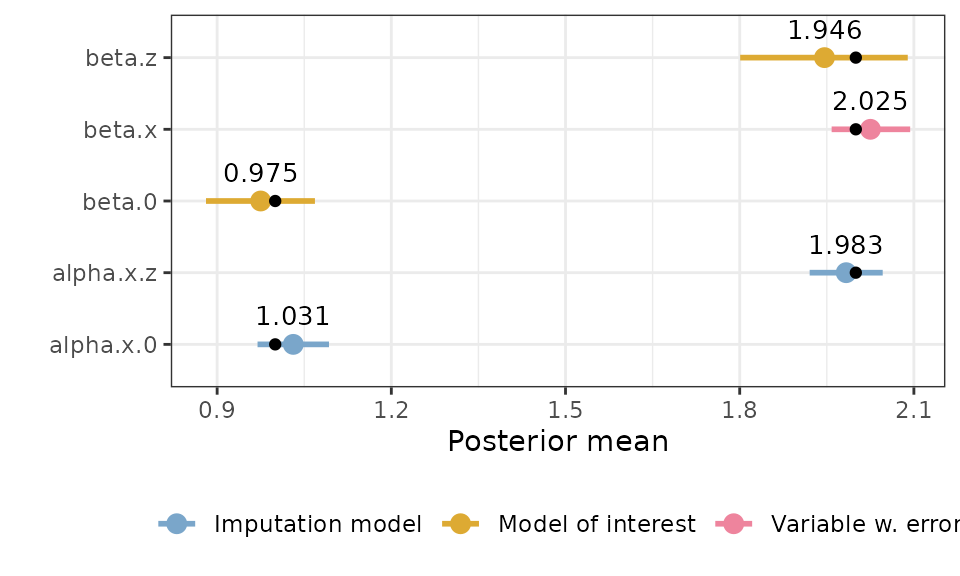 1.946
beta.z
2.025
beta.x
0.975
beta.0
1.983
alpha.x.z
1.031
alpha.x.0
0.9 1.2 1.5 1.8 2.1
Posterior mean
Imputation model Model of interest Variable w. error